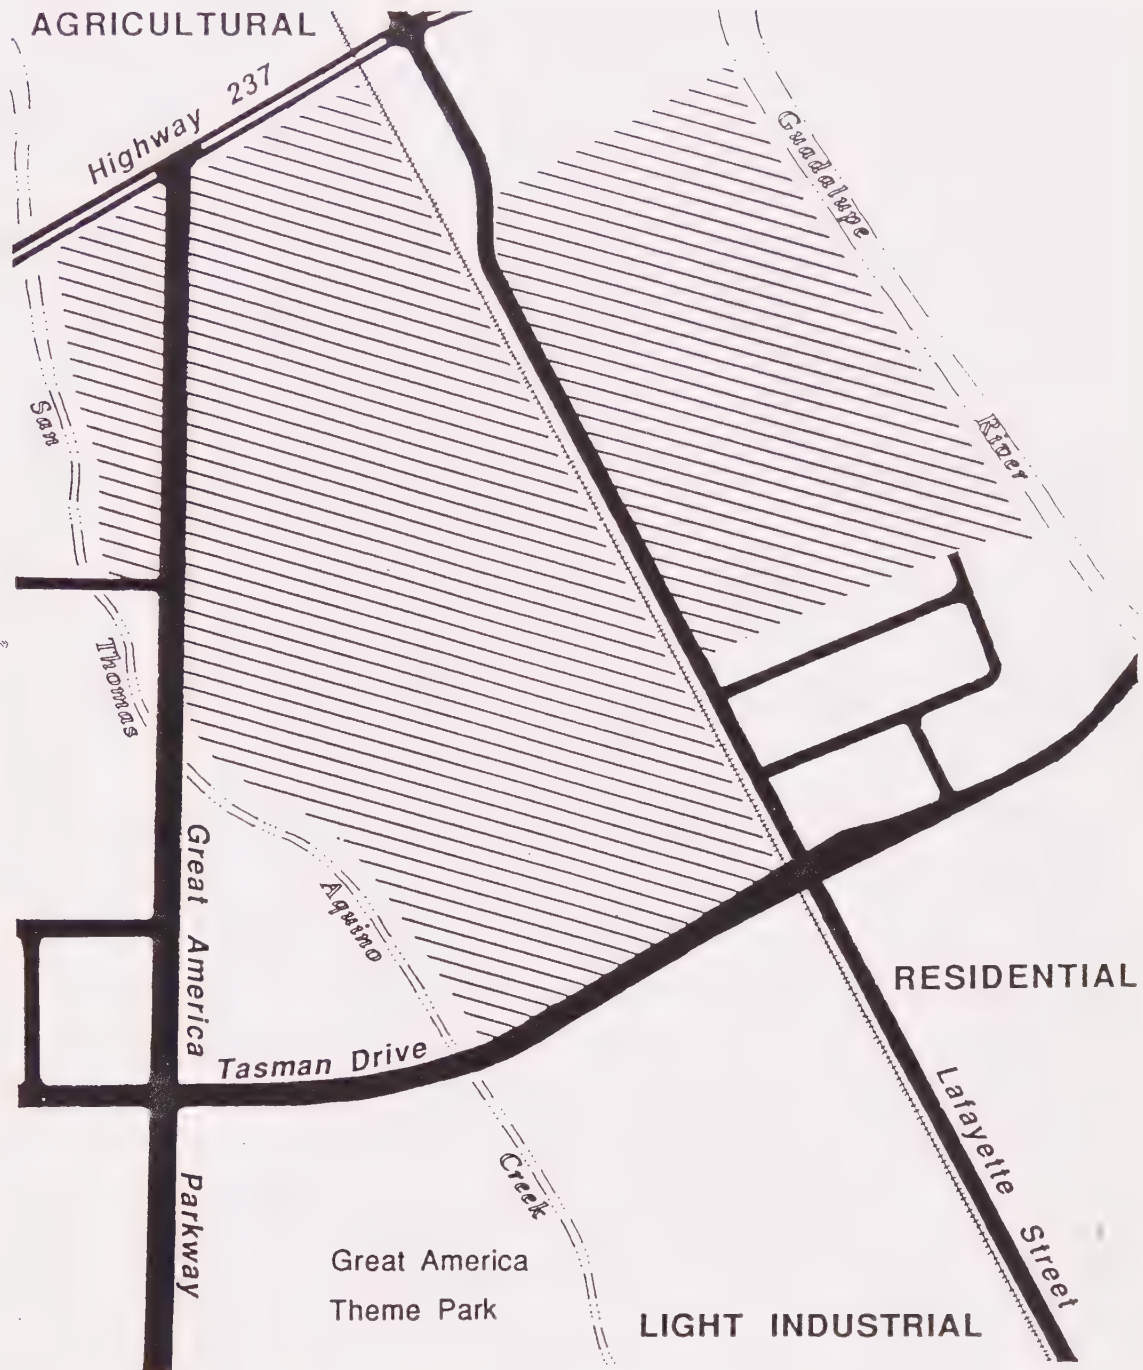 AGRICULTURAL
Highway 237
Guadalupe
River
San
Thomas
Aquino
Creek
Great America
Parkway
Tasman Drive
RESIDENTIAL
Lafayette Street
Great America
Theme Park
LIGHT INDUSTRIAL